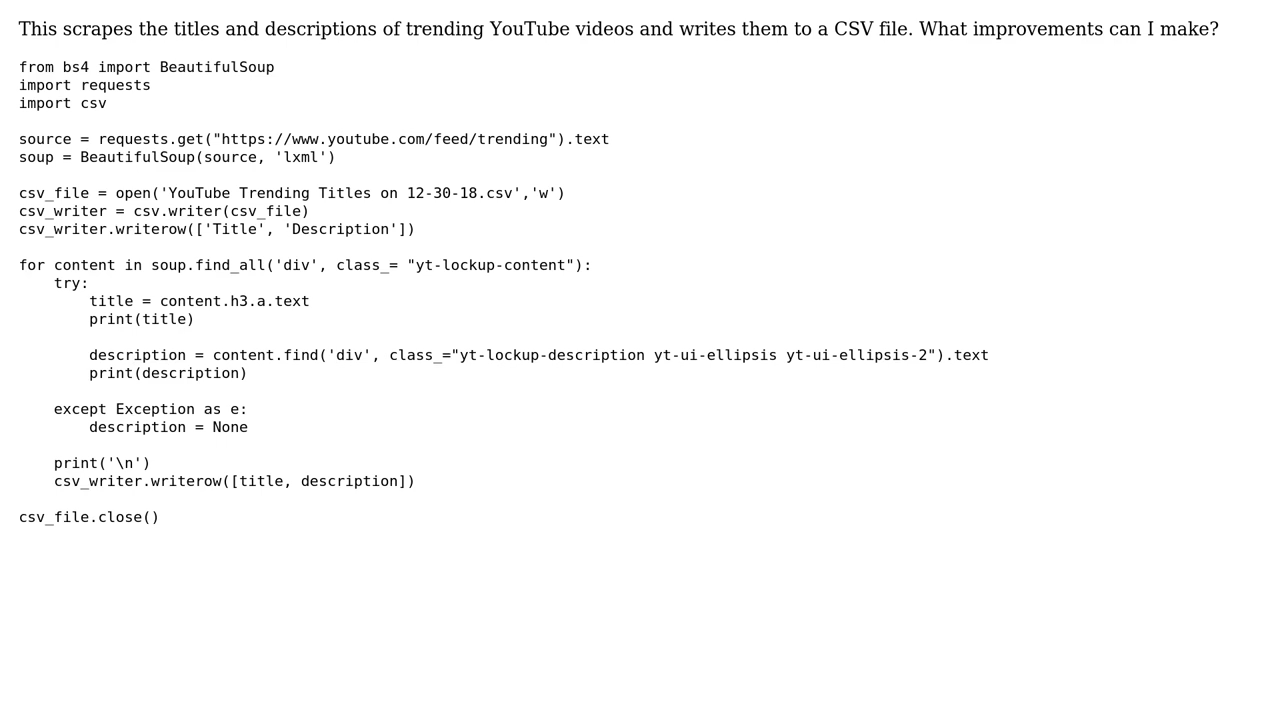 This scrapes the titles and descriptions of trending YouTube videos and writes them to a CSV file. What improvements can I make?
from bs4 import BeautifulSoup
import requests
import csv
source = requests.get("https://www.youtube.com/feed/trending").text
soup = BeautifulSoup(source, 'lxml')
csv_file = open('YouTube Trending Titles on 12-30-18.csv','w')
csv_writer = csv.writer(csv_file)
csv_writer.writerow(['Title', 'Description'])
for content in soup.find_all('div', class_= "yt-lockup-content"):
    try:
        title = content.h3.a.text
        print(title)
        description = content.find('div', class_="yt-lockup-description yt-ui-ellipsis yt-ui-ellipsis-2").text
        print(description)
    except Exception as e:
        description = None
    print('\n')
    csv_writer.writerow([title, description])
csv_file.close()